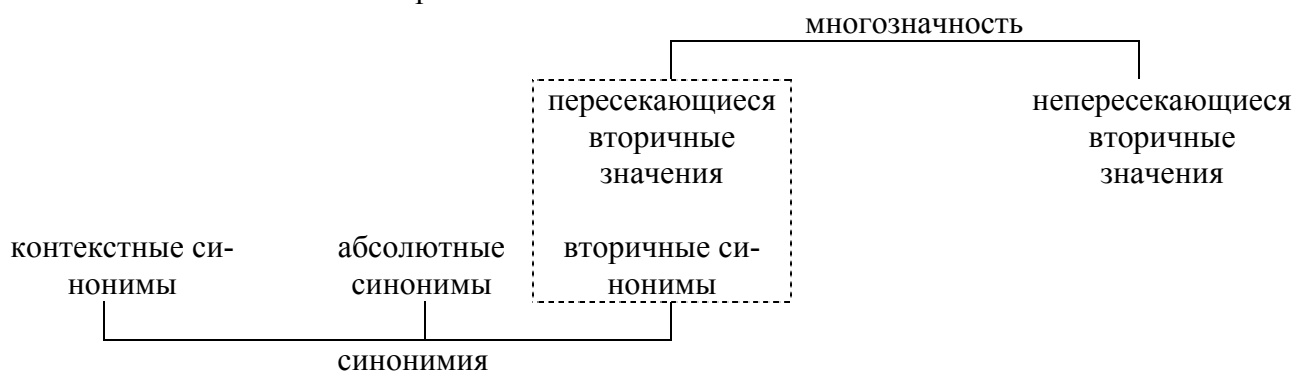 многозначность
пересекающиеся
вторичные
значения
непересекающиеся
вторичные
значения
контекстные си-
нонимы
абсолютные
синонимы
вторичные си-
нонимы
синонимия